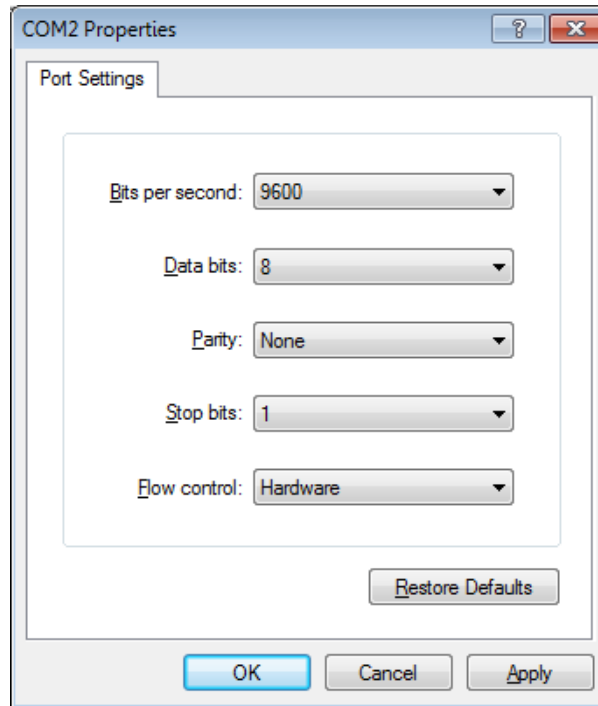 COM2 Properties
Port Settings
Bits per second: 9600
Data bits: 8
Parity: None
Stop bits: 1
Flow control: Hardware
Restore Defaults
OK Cancel Apply